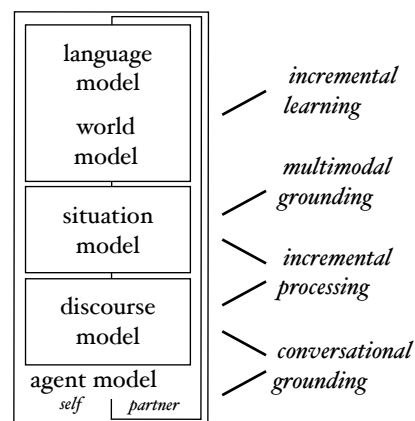 language
model
world
model
situation
model
discourse
model
agent model
self partner
incremental
learning
multimodal
grounding
incremental
processing
conversational
grounding